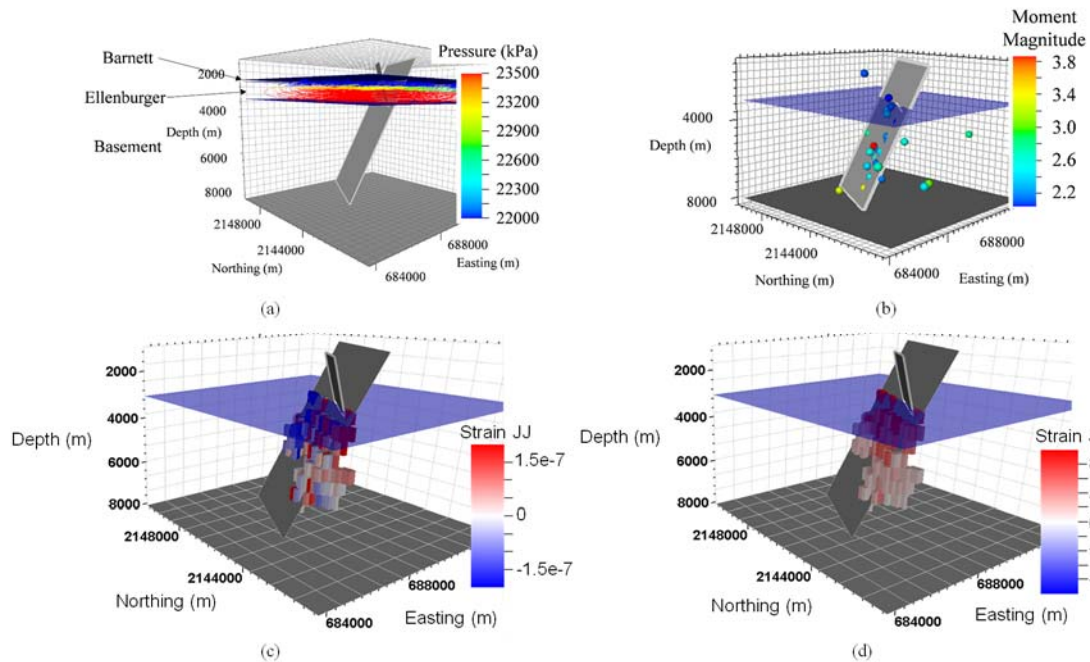 Barnett
Ellenburger
Basement
Depth (m)
2000
4000
6000
8000
2148000
2144000
Northing (m)
684000
688000
Easting (m)
Pressure (kPa)
23500
23200
22900
22600
22300
22000
(a)
Moment
Magnitude
3.8
3.4
3.0
2.6
2.2
4000
Depth (m)
8000
2148000
2144000
Northing (m)
684000
688000
Easting (m)
(b)
2000
4000
Depth (m)
6000
8000
2148000
2144000
Northing (m)
684000
688000
Easting (m)
Strain JJ
1.5e-7
0
-1.5e-7
(c)
2000
4000
Depth (m)
6000
8000
2148000
2144000
Northing (m)
684000
688000
Easting (m)
Strain
(d)